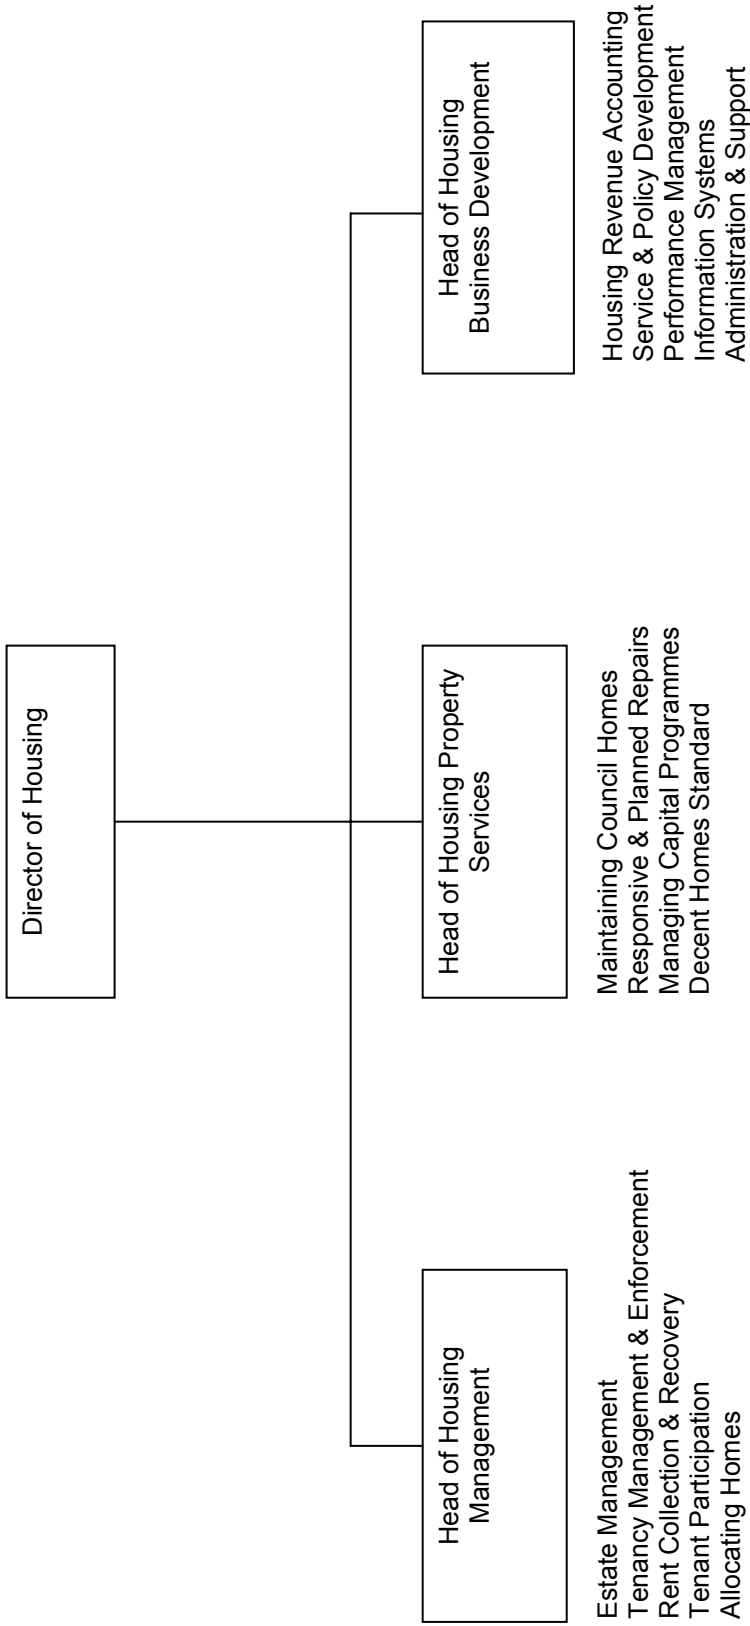 Director of Housing
Head of Housing
Management
Estate Management
Tenancy Management & Enforcement
Rent Collection & Recovery
Tenant Participation
Allocating Homes
Head of Housing Property
Services
Maintaining Council Homes
Responsive & Planned Repairs
Managing Capital Programmes
Decent Homes Standard
Head of Housing
Business Development
Housing Revenue Accounting
Service & Policy Development
Performance Management
Information Systems
Administration & Support